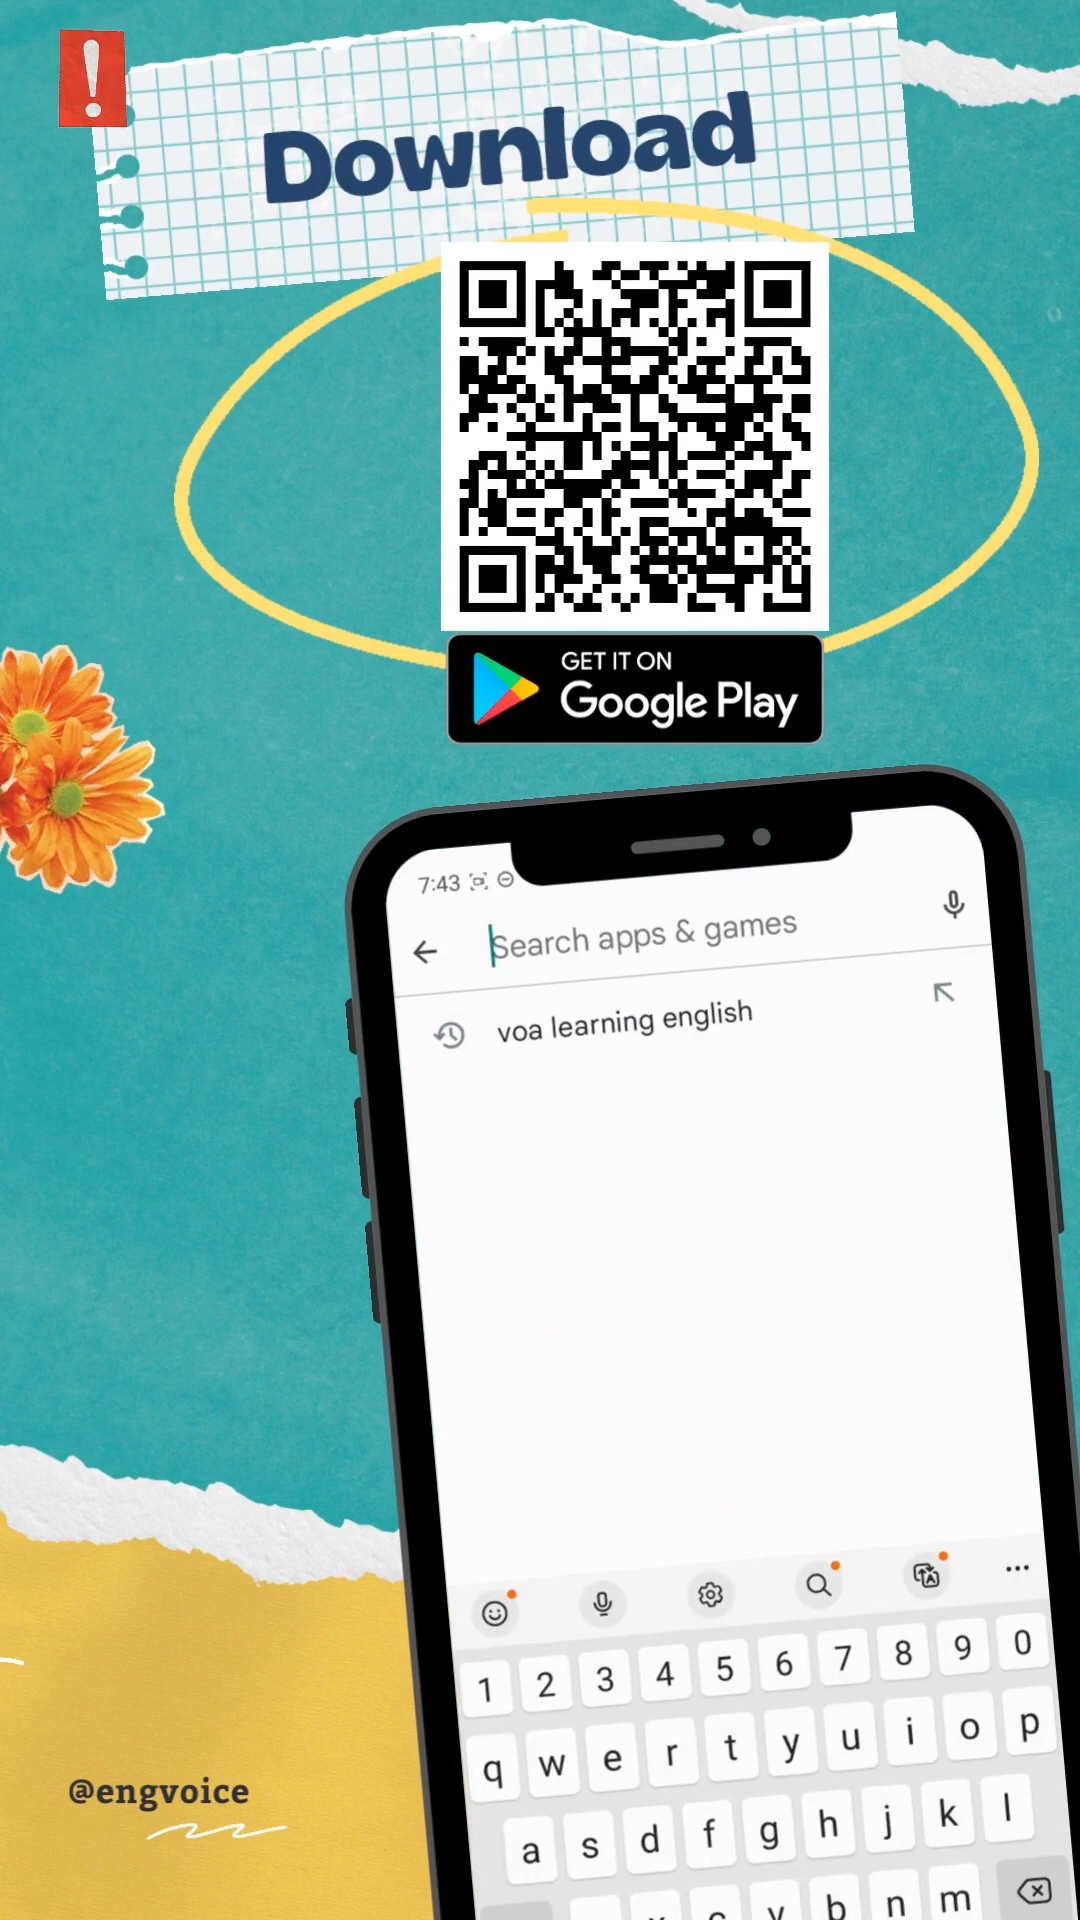 !
Download
GET IT ON
Google Play
7:43
Search apps & games
voa learning english
1 2 3 4 5 6 7 8 9 0
q w e r t y u i o p
a s d f g h j k l
x c v b n m
@engvoice